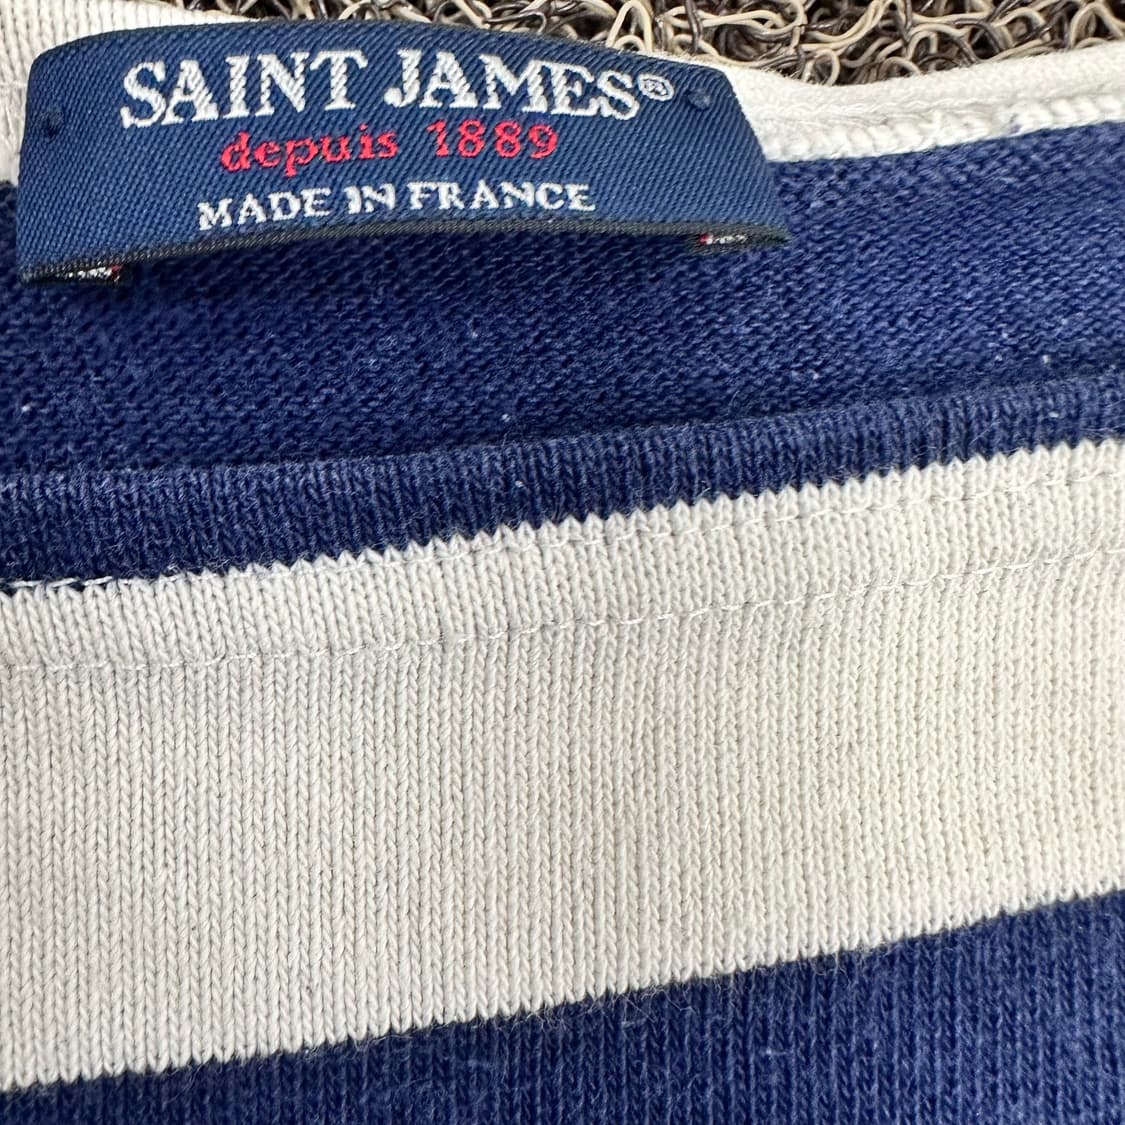 SAINT JAMES®
depuis 1889
MADE IN FRANCE